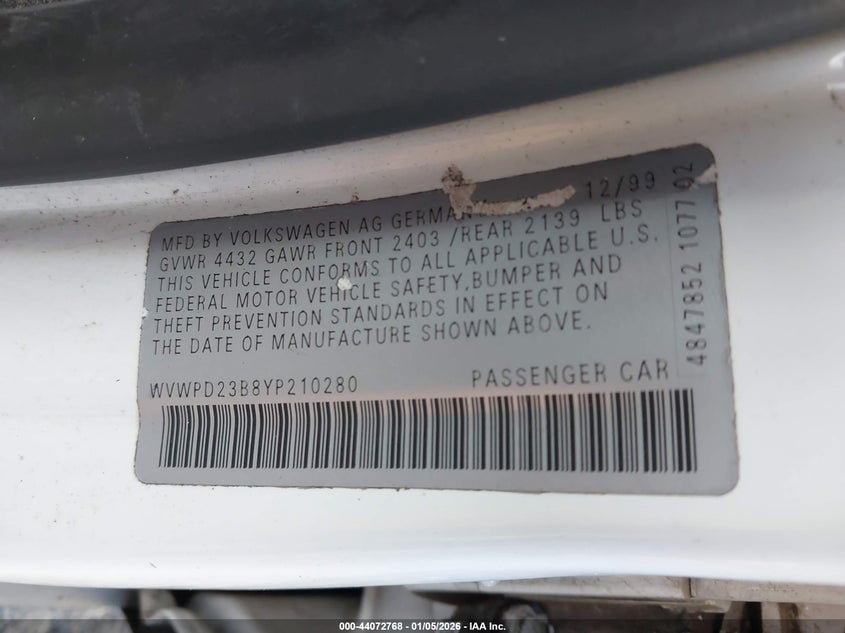 12/99
MFD BY VOLKSWAGEN AG GERMAN
GVWR 4432 GAWR FRONT 2403 /REAR 2139 LBS
THIS VEHICLE CONFORMS TO ALL APPLICABLE U.S.
FEDERAL MOTOR VEHICLE SAFETY,BUMPER AND
THEFT PREVENTION STANDARDS IN EFFECT ON
THE DATE OF MANUFACTURE SHOWN ABOVE.
WVWPD23B8YP210280 PASSENGER CAR
4847852 1077 02
000-44072768 - 01/05/2026 - IAA Inc.